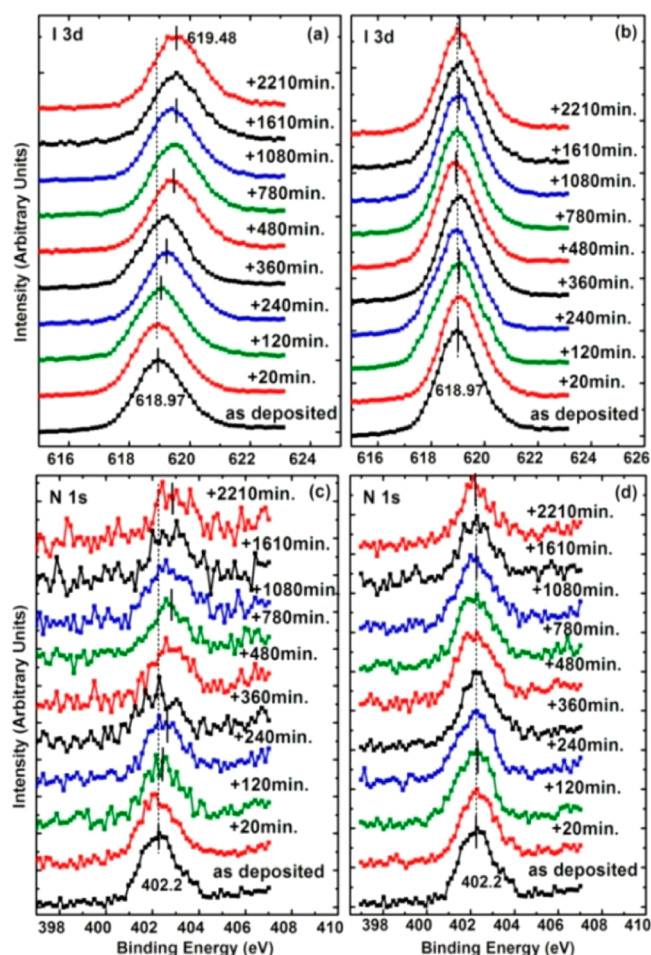 I 3d
619.48
(a)
+2210min.
+1610min.
+1080min.
+780min.
+480min.
+360min.
+240min.
+120min.
+20min.
618.97
as deposited
616 618 620 622 624
I 3d
(b)
+2210min.
+1610min.
+1080min.
+780min.
+480min.
+360min.
+240min.
+120min.
+20min.
618.97
as deposited
616 618 620 622 624 626
Intensity (Arbitrary Units)
N 1s
(c)
+2210min.
+1610min.
+1080min.
+780min.
+480min.
+360min.
+240min.
+120min.
+20min.
as deposited
402.2
398 400 402 404 406 408 410
Binding Energy (eV)
N 1s
(d)
+2210min.
+1610min.
+1080min.
+780min.
+480min.
+360min.
+240min.
+120min.
+20min.
as deposited
402.2
398 400 402 404 406 408 410
Binding Energy (eV)
Intensity (Arbitrary Units)